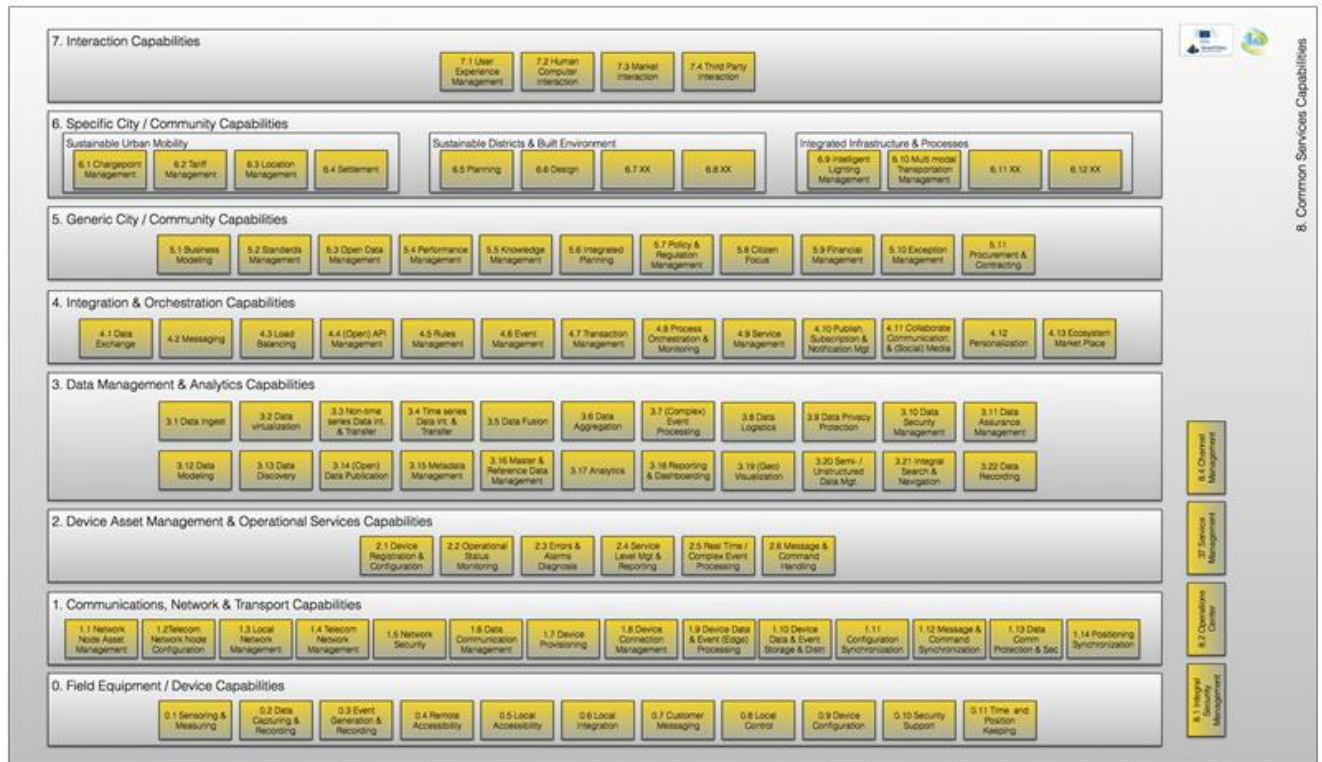 7. Interaction Capabilities
7.1 User
Experience
Management
7.2 Human
Computer
Interaction
7.3 Market
Interaction
7.4 Third Party
Interaction
6. Specific City / Community Capabilities
Sustainable Urban Mobility
6.1 Chargepoint
Management
6.2 Tariff
Management
6.3 Location
Management
6.4 Settlement
Sustainable Districts & Built Environment
6.5 Planning
6.6 Design
6.7 XX
6.8 XX
Integrated Infrastructure & Processes
6.9 Intelligent
Lighting
Management
6.10 Multi modal
Transportation
Management
6.11 XX
6.12 XX
5. Generic City / Community Capabilities
5.1 Business
Modeling
5.2 Standards
Management
5.3 Open Data
Management
5.4 Performance
Management
5.5 Knowledge
Management
5.6 Integrated
Planning
5.7 Policy &
Regulation
Management
5.8 Citizen
Focus
5.9 Financial
Management
5.10 Exception
Management
5.11
Procurement &
Contracting
4. Integration & Orchestration Capabilities
4.1 Data
Exchange
4.2 Messaging
4.3 Load
Balancing
4.4 (Open) API
Management
4.5 Rules
Management
4.6 Event
Management
4.7 Transaction
Management
4.8 Process
Orchestration &
Monitoring
4.9 Service
Management
4.10 Publish,
Subscription &
Notification Mgt
4.11 Collaborate
Communication,
& (Social) Media
4.12
Personalization
4.13 Ecosystem
Market Place
3. Data Management & Analytics Capabilities
3.1 Data Ingest
3.2 Data
virtualization
3.3 Non-time
series Data int.
& Transfer
3.4 Time series
Data int. &
Transfer
3.5 Data Fusion
3.6 Data
Aggregation
3.7 (Complex)
Event
Processing
3.8 Data
Logistics
3.9 Data Privacy
Protection
3.10 Data
Security
Management
3.11 Data
Assurance
Management
3.12 Data
Modeling
3.13 Data
Discovery
3.14 (Open)
Data Publication
3.15 Metadata
Management
3.16 Master &
Reference Data
Management
3.17 Analytics
3.18 Reporting
& Dashboarding
3.19 (Geo)
Visualization
3.20 Semi- /
Unstructured
Data Mgt.
3.21 Integral
Search &
Navigation
3.22 Data
Recording
2. Device Asset Management & Operational Services Capabilities
2.1 Device
Registration &
Configuration
2.2 Operational
Status
Monitoring
2.3 Errors &
Alarms
Diagnosis
2.4 Service
Level Mgt &
Reporting
2.5 Real Time /
Complex Event
Processing
2.6 Message &
Command
Handling
1. Communications, Network & Transport Capabilities
1.1 Network
Node Asset
Management
1.2Telecom
Network Node
Configuration
1.3 Local
Network
Management
1.4 Telecom
Network
Management
1.5 Network
Security
1.6 Data
Communication
Management
1.7 Device
Provisioning
1.8 Device
Connection
Management
1.9 Device Data
& Event (Edge)
Processing
1.10 Device
Data & Event
Storage & Distri
1.11
Configuration
Synchronization
1.12 Message &
Command
Synchronization
1.13 Data
Comm
Protection & Sec
1.14 Positioning
Synchronization
0. Field Equipment / Device Capabilities
0.1 Sensoring &
Measuring
0.2 Data
Capturing &
Recording
0.3 Event
Generation &
Recording
0.4 Remote
Accessibility
0.5 Local
Accessibility
0.6 Local
Integration
0.7 Customer
Messaging
0.8 Local
Control
0.9 Device
Configuration
0.10 Security
Support
0.11 Time and
Position
Keeping
8. Common Services Capabilities
8.4 Channel
Management
:37 Service
Management
8.2 Operations
Center
8.1 Integral
Security
Management